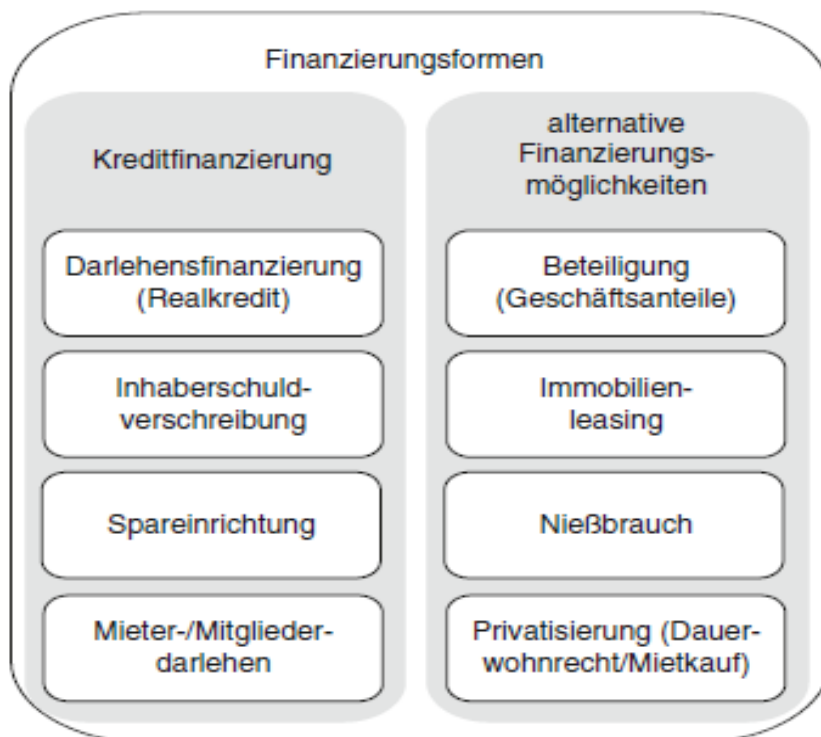 Finanzierungsformen
Kreditfinanzierung
Darlehensfinanzierung
(Realkredit)
Inhaberschuld-
verschreibung
Spareinrichtung
Mieter-/Mitglieder-
darlehen
alternative
Finanzierungs-
möglichkeiten
Beteiligung
(Geschäftsanteile)
Immobilien-
leasing
Nießbrauch
Privatisierung (Dauer-
wohnrecht/Mietkauf)